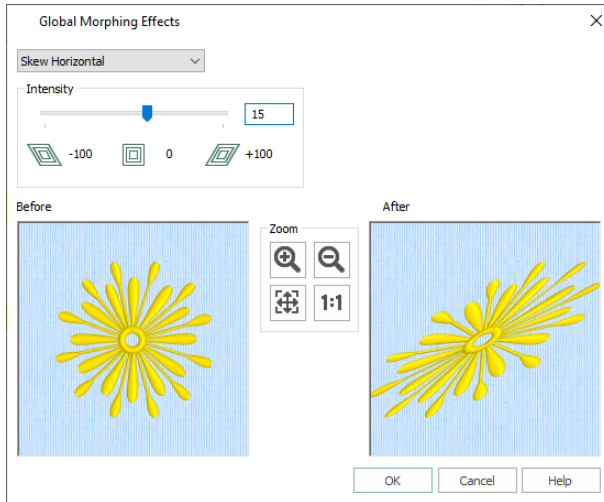 Global Morphing Effects
Skew Horizontal
Intensity
15
-100 0 +100
Before
Zoom
After
1:1
OK Cancel Help